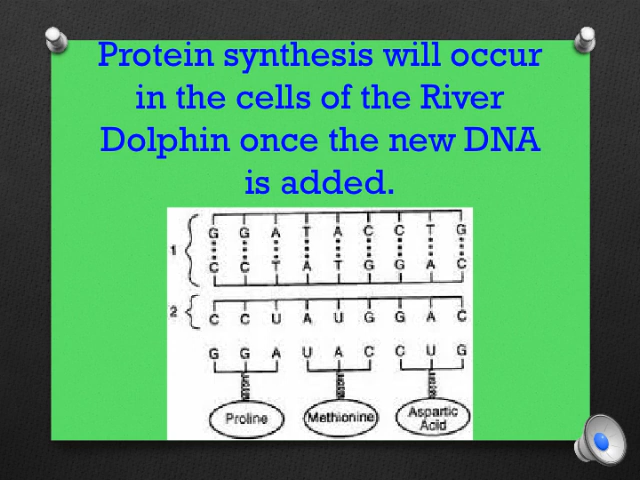 Protein synthesis will occur
in the cells of the River
Dolphin once the new DNA
is added.
G G A T A C C T G
1
C C T A T G G A C
2
C C U A U G G A C
G G A U A C C U G
Proline Methionine Aspartic
Acid